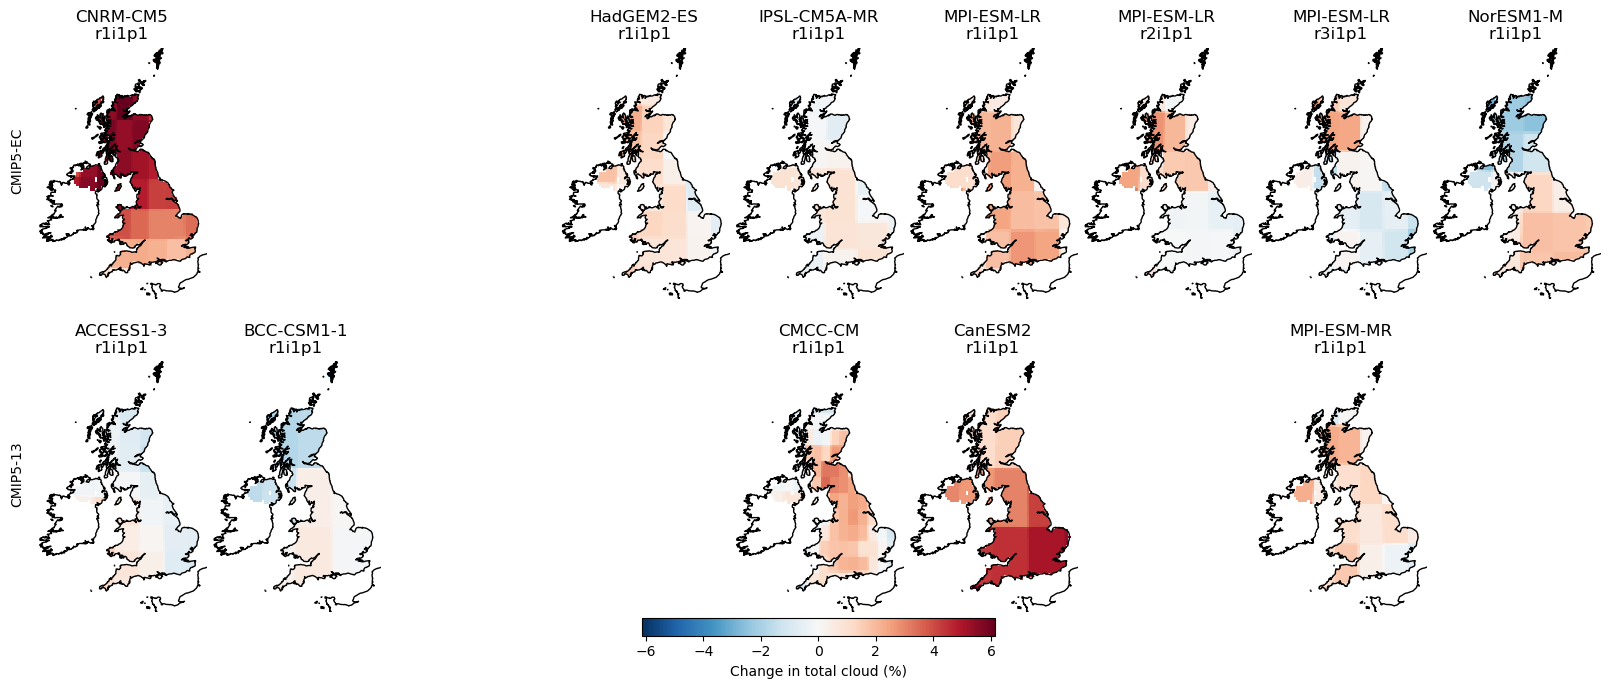 CNRM-CM5
r1i1p1
HadGEM2-ES
r1i1p1
IPSL-CM5A-MR
r1i1p1
MPI-ESM-LR
r1i1p1
MPI-ESM-LR
r2i1p1
MPI-ESM-LR
r3i1p1
NorESM1-M
r1i1p1
CMIP5-EC
ACCESS1-3
r1i1p1
BCC-CSM1-1
r1i1p1
CMCC-CM
r1i1p1
CanESM2
r1i1p1
MPI-ESM-MR
r1i1p1
CMIP5-13
−6 −4 −2 0 2 4 6
Change in total cloud (%)